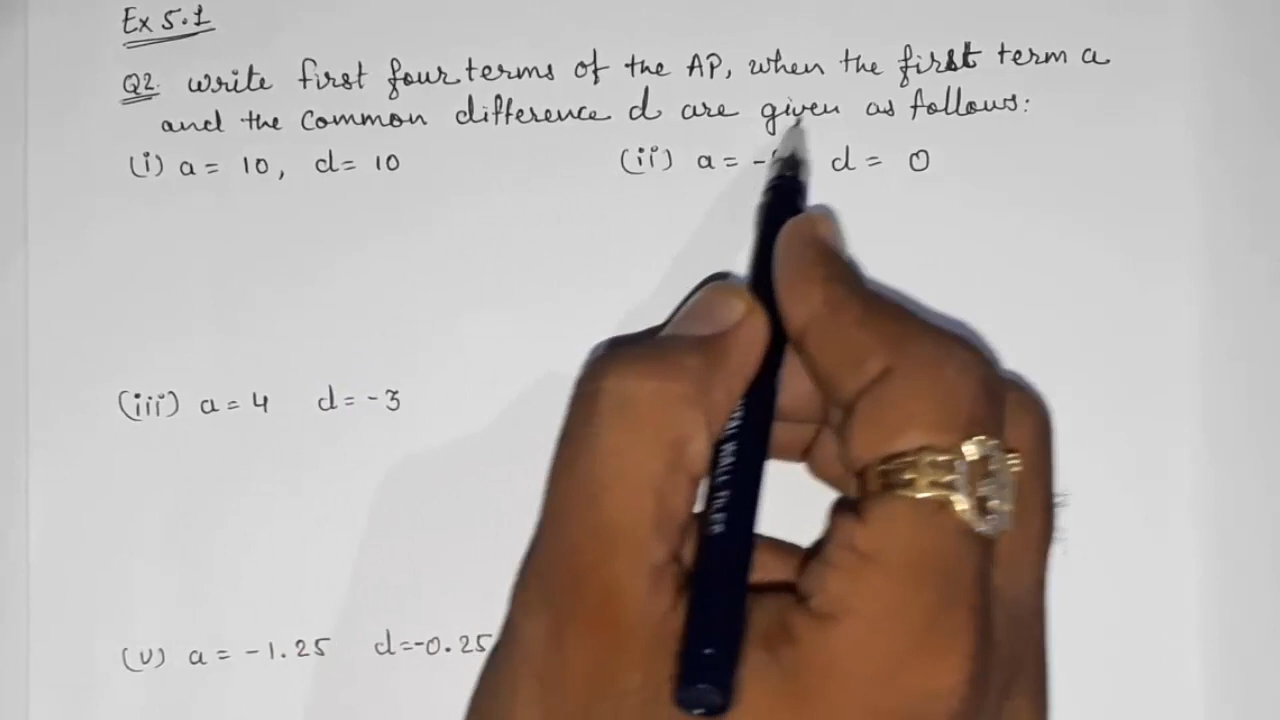 Ex 5.1
Q2. Write first four terms of the AP, when the first term a
and the common difference d are given as follows:
(i) a = 10, d = 10
(ii) a = - d = 0
(iii) a = 4 d = -3
(v) a = -1.25 d = -0.25